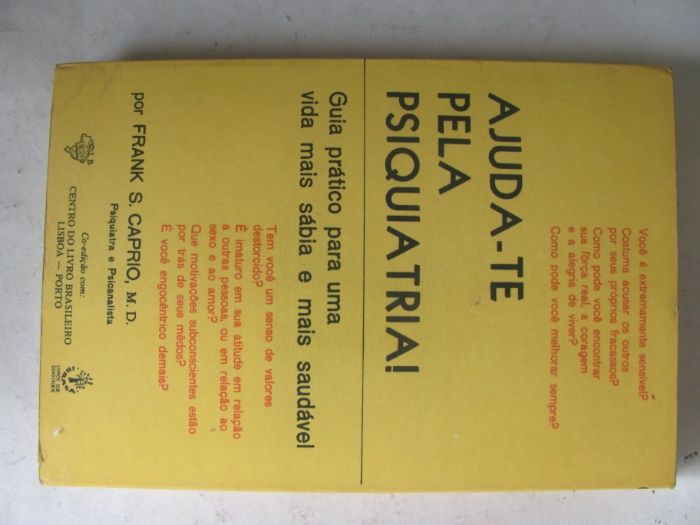 Você é extremamente sensível?
Costuma acusar os outros
por seus próprios fracassos?
Como pode você encontrar
sua força real, a coragem
e a alegria de viver?
Como pode você melhorar sempre?
AJUDA-TE
PELA
PSIQUIATRIA!
Guia prático para uma
vida mais sábia e mais saudável
Tem você um senso de valores
destorcido?
É imaturo em sua atitude em relação
a outras pessoas, ou em relação ao
sexo e ao amor?
Que motivações subconscientes estão
por trás de seus mêdos?
É você engocêntrico demais?
por FRANK S. CAPRIO, M. D.
Psiquiatra e Psicanalista
Co-edição com:
CENTRO DO LIVRO BRASILEIRO
LISBOA — PORTO